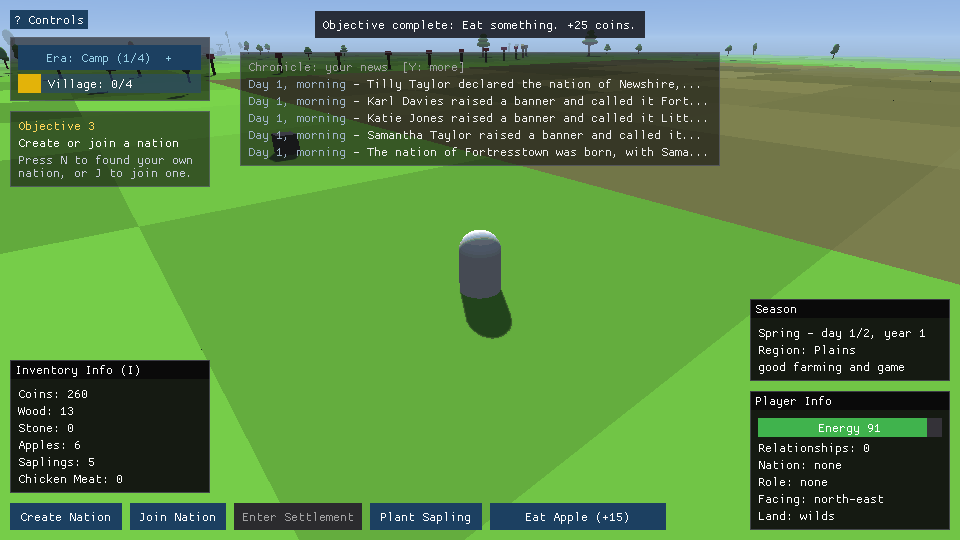 ? Controls
Objective complete: Eat something. +25 coins.
Era: Camp (1/4)  +
Village: 0/4
Objective 3
Create or join a nation
Press N to found your own
nation, or J to join one.
Chronicle: your news  [Y: more]
Day 1, morning - Tilly Taylor declared the nation of Newshire,...
Day 1, morning - Karl Davies raised a banner and called it Fort...
Day 1, morning - Katie Jones raised a banner and called it Litt...
Day 1, morning - Samantha Taylor raised a banner and called it...
Day 1, morning - The nation of Fortresstown was born, with Sama...
Season
Spring - day 1/2, year 1
Region: Plains
good farming and game
Inventory Info (I)
Coins: 260
Wood: 13
Stone: 0
Apples: 6
Saplings: 5
Chicken Meat: 0
Player Info
Energy 91
Relationships: 0
Nation: none
Role: none
Facing: north-east
Land: wilds
Create Nation
Join Nation
Enter Settlement
Plant Sapling
Eat Apple (+15)